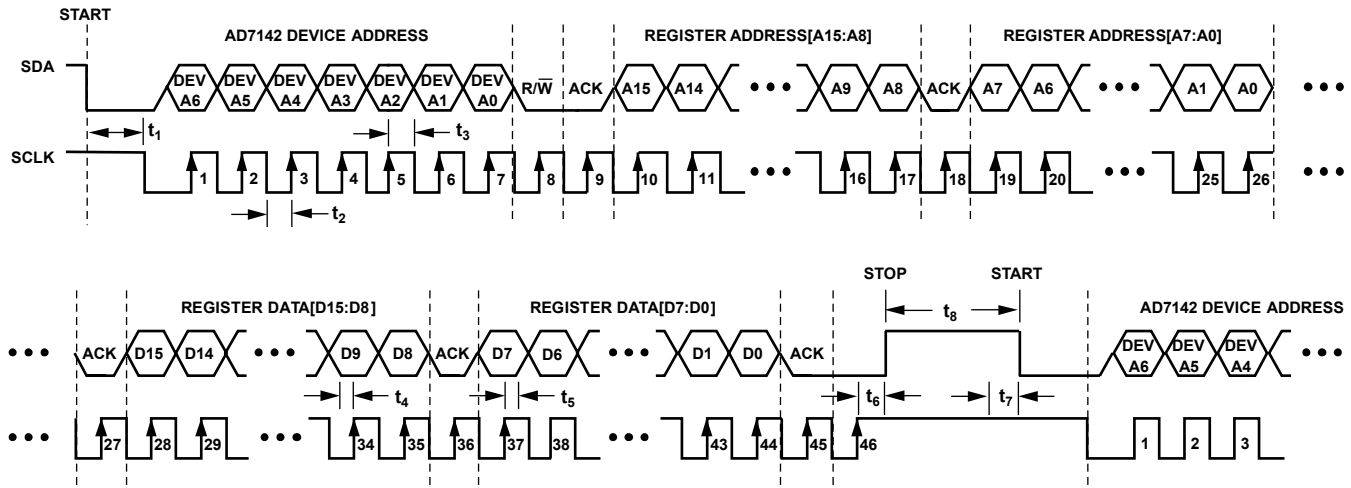 START
AD7142 DEVICE ADDRESS REGISTER ADDRESS[A15:A8] REGISTER ADDRESS[A7:A0]
SDA DEV A6 DEV A5 DEV A4 DEV A3 DEV A2 DEV A1 DEV A0 R/W̅ ACK A15 A14 ••• A9 A8 ACK A7 A6 ••• A1 A0 •••
t1 t3
SCLK 1 2 3 4 5 6 7 8 9 10 11 ••• 16 17 18 19 20 ••• 25 26 •••
t2
STOP START
REGISTER DATA[D15:D8] REGISTER DATA[D7:D0] t8 AD7142 DEVICE ADDRESS
••• ACK D15 D14 ••• D9 D8 ACK D7 D6 ••• D1 D0 ACK DEV A6 DEV A5 DEV A4 •••
t4 t5 t6 t7
••• 27 28 29 ••• 34 35 36 37 38 ••• 43 44 45 46 1 2 3